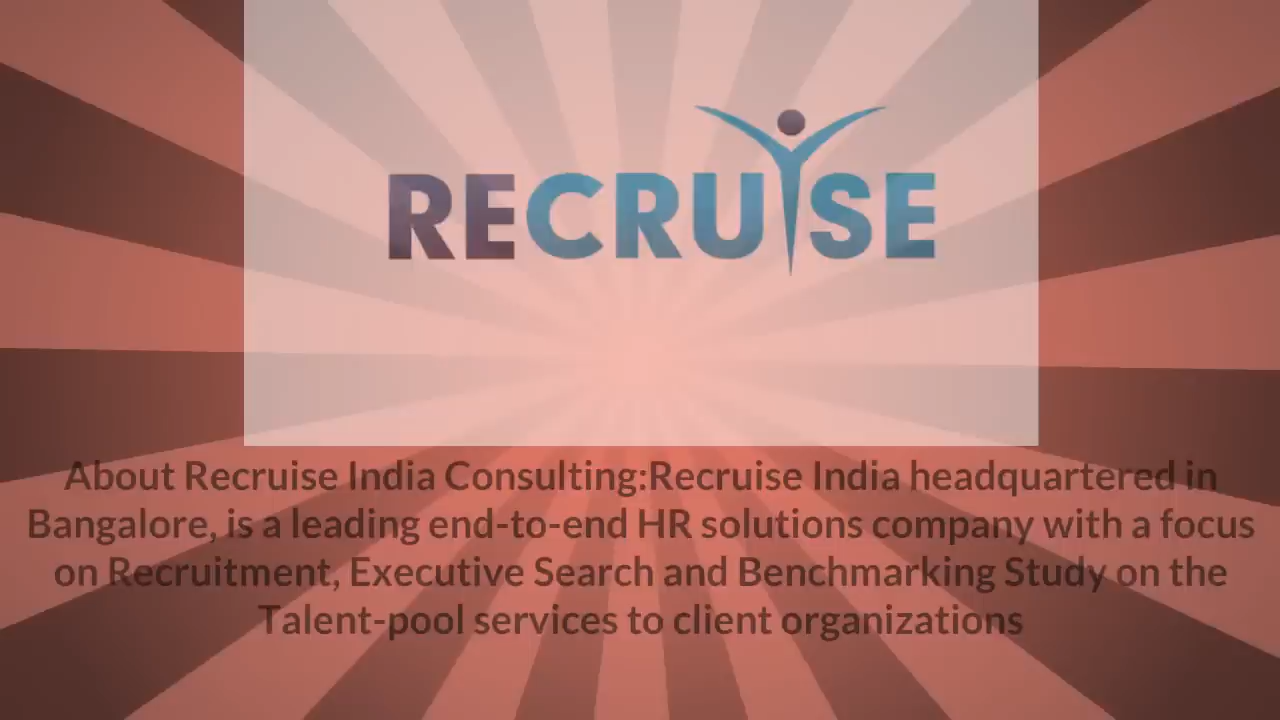 RECRUISE
About Recruise India Consulting:Recruise India headquartered in
Bangalore, is a leading end-to-end HR solutions company with a focus
on Recruitment, Executive Search and Benchmarking Study on the
Talent-pool services to client organizations